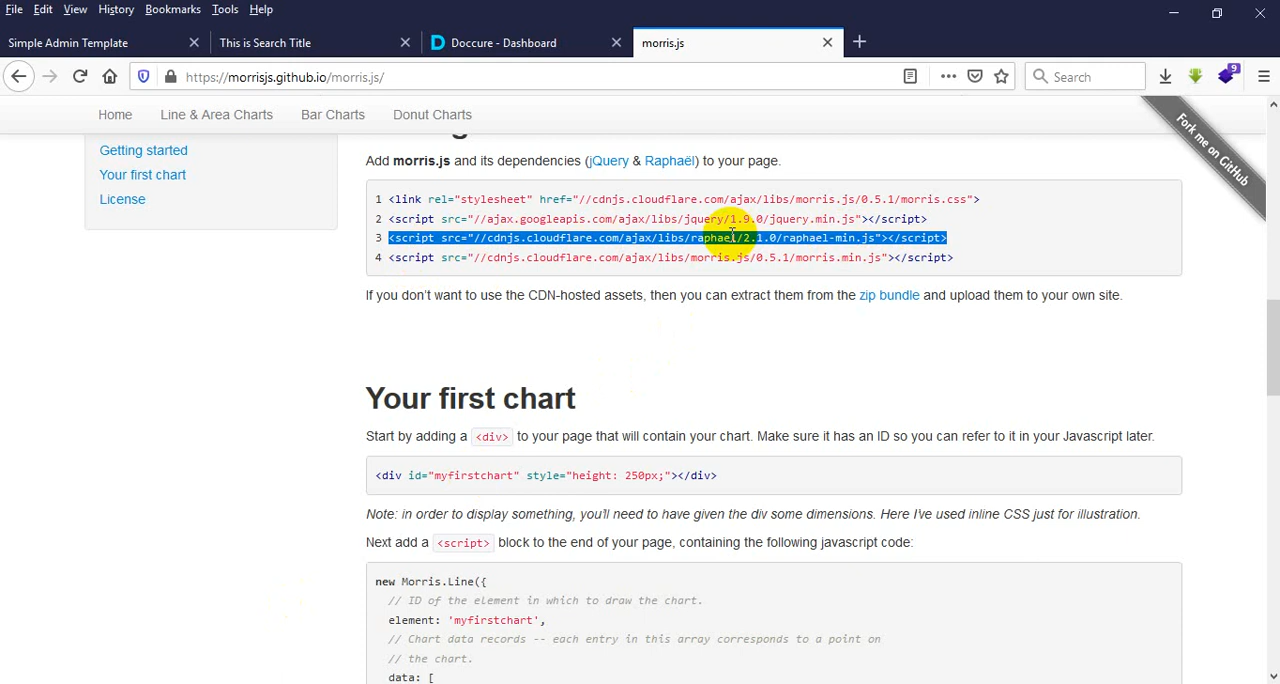 File Edit View History Bookmarks Tools Help
Simple Admin Template This is Search Title Doccure - Dashboard morris.js
https://morrisjs.github.io/morris.js/ Search 9
Home Line & Area Charts Bar Charts Donut Charts
Fork me on GitHub
Getting started
Your first chart
License
Add morris.js and its dependencies (jQuery & Raphaël) to your page.
1 <link rel="stylesheet" href="//cdnjs.cloudflare.com/ajax/libs/morris.js/0.5.1/morris.css">
2 <script src="//ajax.googleapis.com/ajax/libs/jquery/1.9.0/jquery.min.js"></script>
3 <script src="//cdnjs.cloudflare.com/ajax/libs/raphael/2.1.0/raphael-min.js"></script>
4 <script src="//cdnjs.cloudflare.com/ajax/libs/morris.js/0.5.1/morris.min.js"></script>
If you don't want to use the CDN-hosted assets, then you can extract them from the zip bundle and upload them to your own site.
Your first chart
Start by adding a <div> to your page that will contain your chart. Make sure it has an ID so you can refer to it in your Javascript later.
<div id="myfirstchart" style="height: 250px;"></div>
Note: in order to display something, you'll need to have given the div some dimensions. Here I've used inline CSS just for illustration.
Next add a <script> block to the end of your page, containing the following javascript code:
new Morris.Line({
// ID of the element in which to draw the chart.
element: 'myfirstchart',
// Chart data records -- each entry in this array corresponds to a point on
// the chart.
data: [